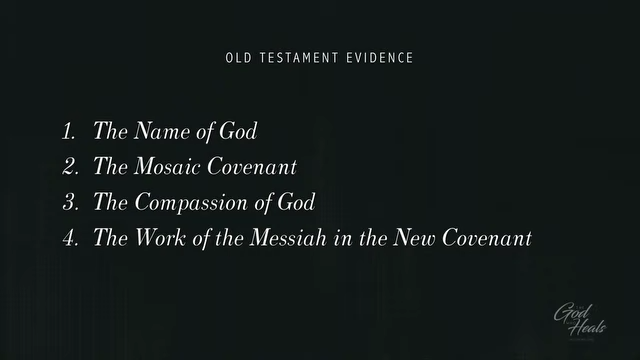 OLD TESTAMENT EVIDENCE
1. The Name of God
2. The Mosaic Covenant
3. The Compassion of God
4. The Work of the Messiah in the New Covenant
THE
God
Heals